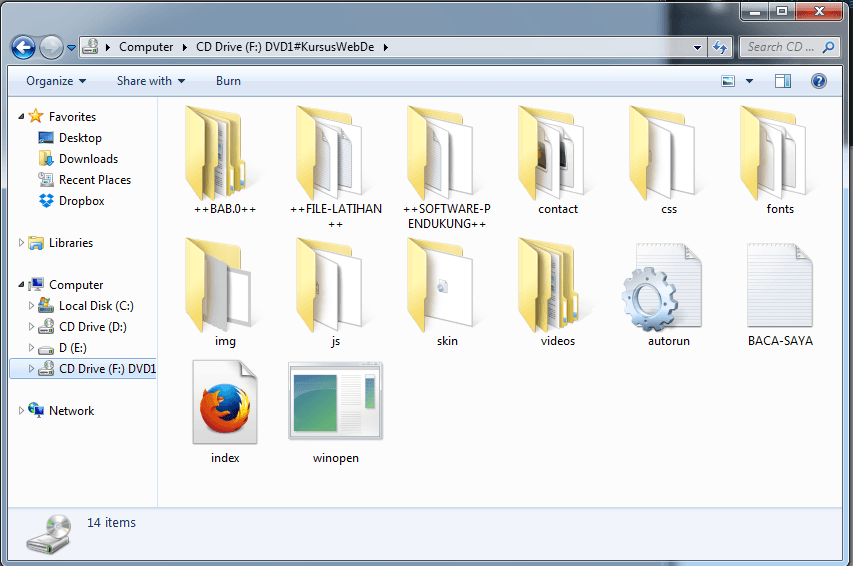 Computer CD Drive (F:) DVD1#KursusWebDe
Search CD ...
Organize Share with Burn
Favorites
Desktop
Downloads
Recent Places
Dropbox
Libraries
Computer
Local Disk (C:)
CD Drive (D:)
D (E:)
CD Drive (F:) DVD1
Network
++BAB.0++
++FILE-LATIHAN
++
++SOFTWARE-P
ENDUKUNG++
contact
css
fonts
img
js
skin
videos
autorun
BACA-SAYA
index
winopen
14 items